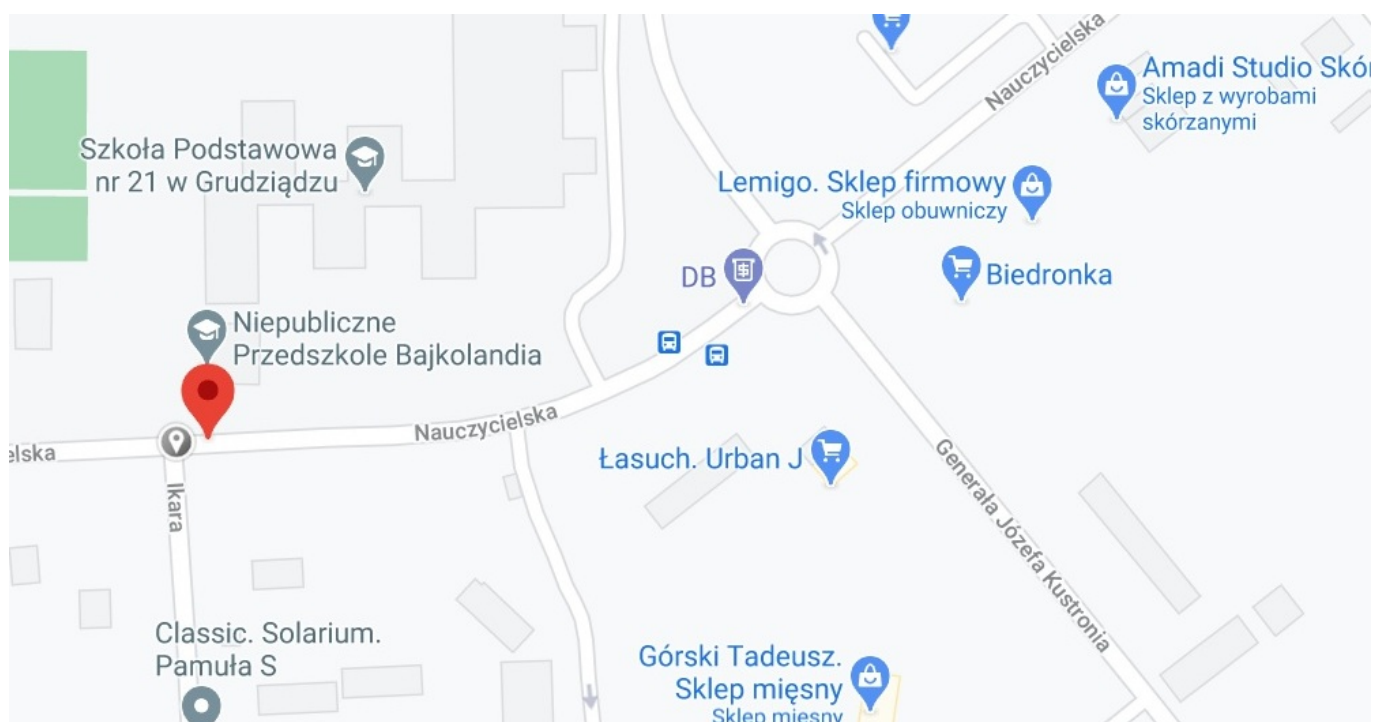 Nauczycielska
Amadi Studio Skó
Sklep z wyrobami
skórzanymi
Szkoła Podstawowa
nr 21 w Grudziądzu
Lemigo. Sklep firmowy
Sklep obuwniczy
DB
Biedronka
Niepubliczne
Przedszkole Bajkolandia
Nauczycielska
elska
Łasuch. Urban J
Ikara
Generała Józefa Kustronia
Classic. Solarium.
Pamuła S
Górski Tadeusz.
Sklep mięsny
Sklep mięsny